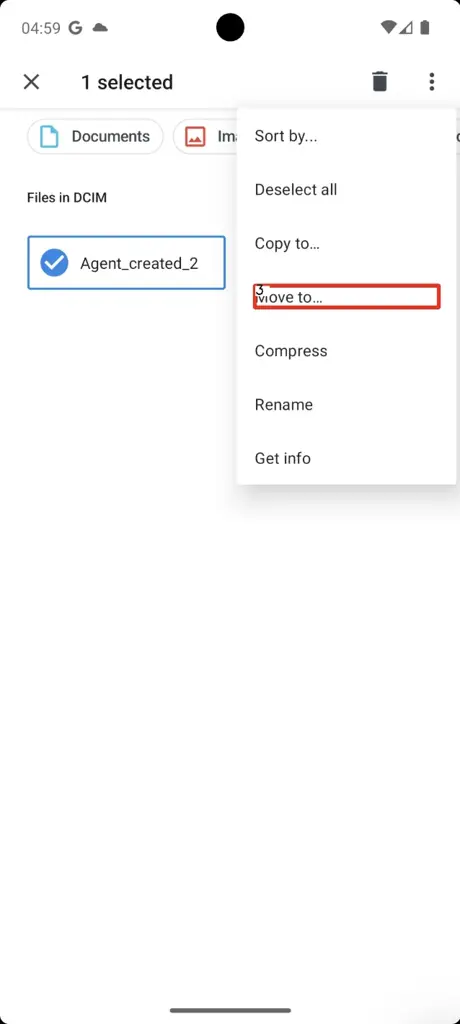 04:59
1 selected
Documents
Ima
Sort by...
Files in DCIM
Deselect all
Agent_created_2
Copy to…
3
Move to…
Compress
Rename
Get info